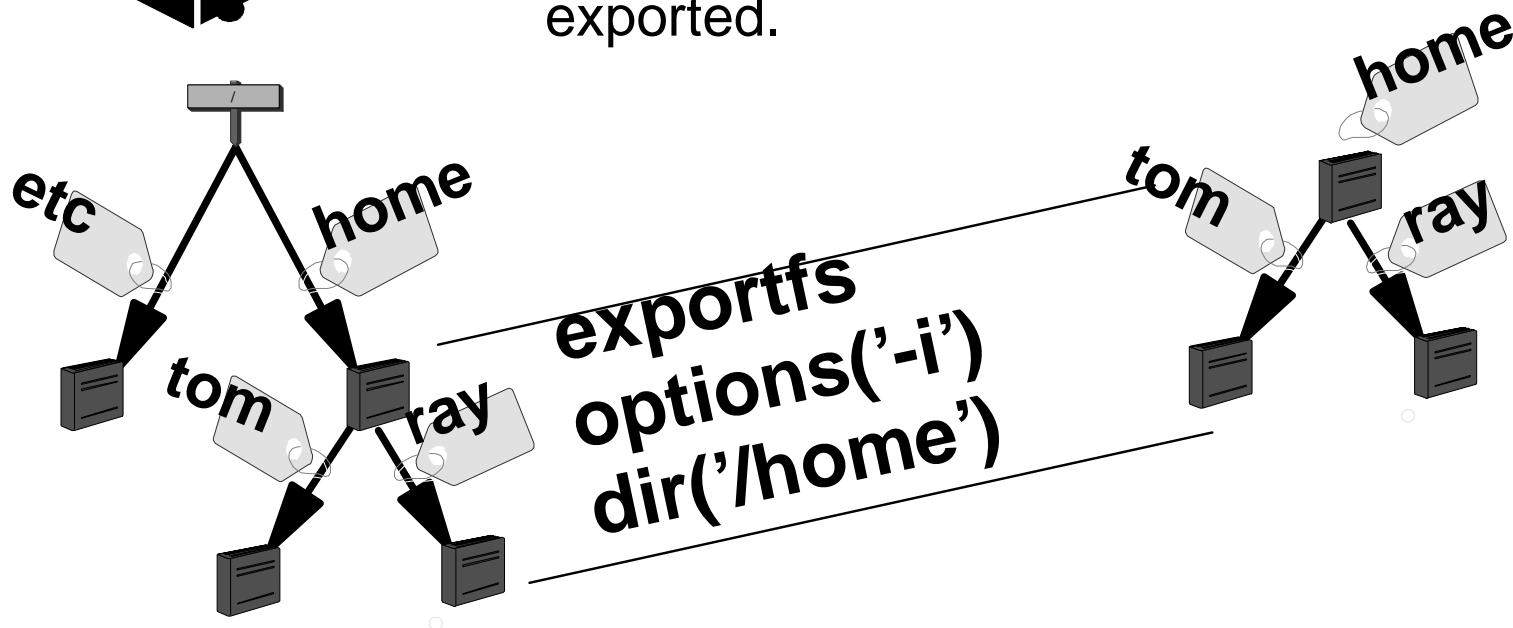 exported.
/
etc
home
tom
ray
exportfs
options(’-i’)
dir(’/home’)
home
tom
ray